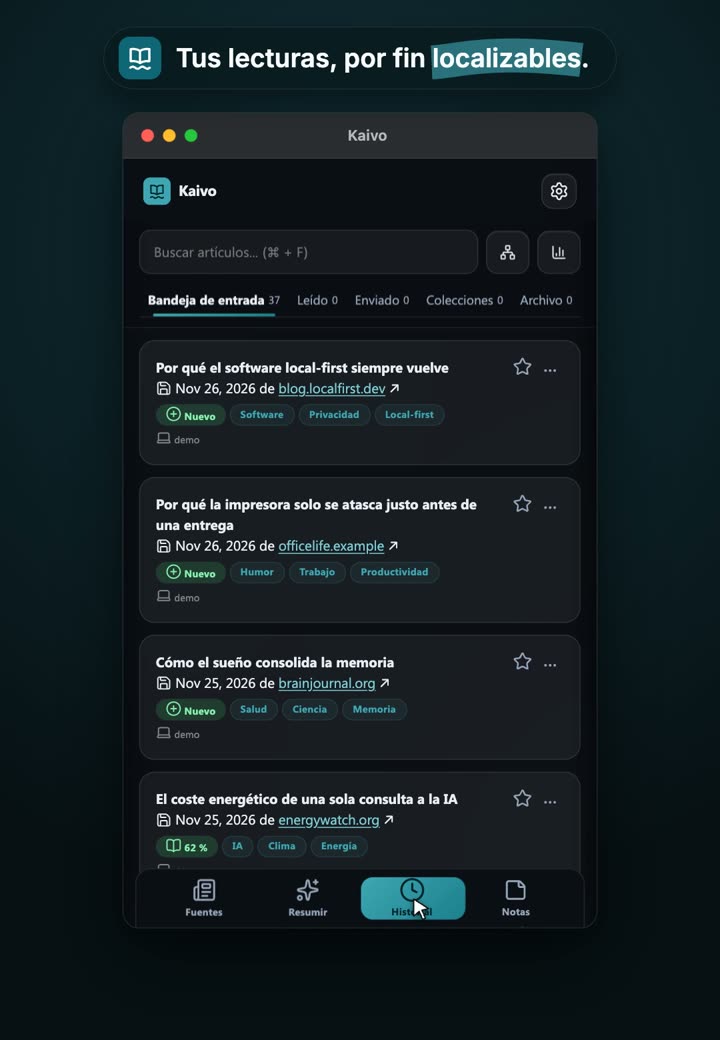 Tus lecturas, por fin localizables.
Kaivo
Kaivo
Buscar artículos... (⌘ + F)
Bandeja de entrada 37 Leído 0 Enviado 0 Colecciones 0 Archivo 0
Por qué el software local-first siempre vuelve
Nov 26, 2026 de blog.localfirst.dev ↗
Nuevo Software Privacidad Local-first
demo
Por qué la impresora solo se atasca justo antes de
una entrega
Nov 26, 2026 de officelife.example ↗
Nuevo Humor Trabajo Productividad
demo
Cómo el sueño consolida la memoria
Nov 25, 2026 de brainjournal.org ↗
Nuevo Salud Ciencia Memoria
demo
El coste energético de una sola consulta a la IA
Nov 25, 2026 de energywatch.org ↗
62 % IA Clima Energía
Fuentes Resumir Notas